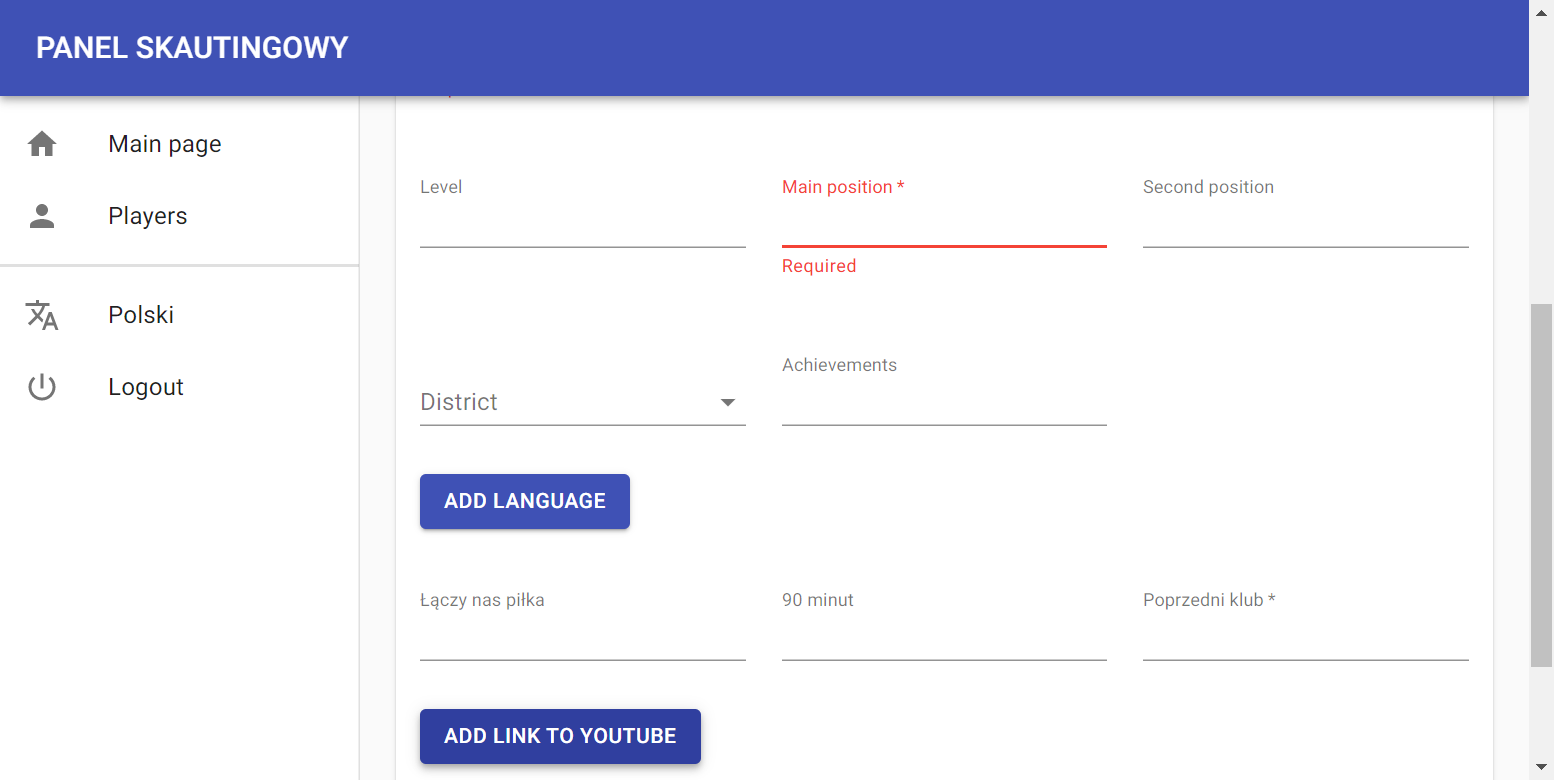 PANEL SKAUTINGOWY
Main page
Players
Polski
Logout
Level
Main position *
Second position
Required
District
Achievements
ADD LANGUAGE
Łączy nas piłka
90 minut
Poprzedni klub *
ADD LINK TO YOUTUBE